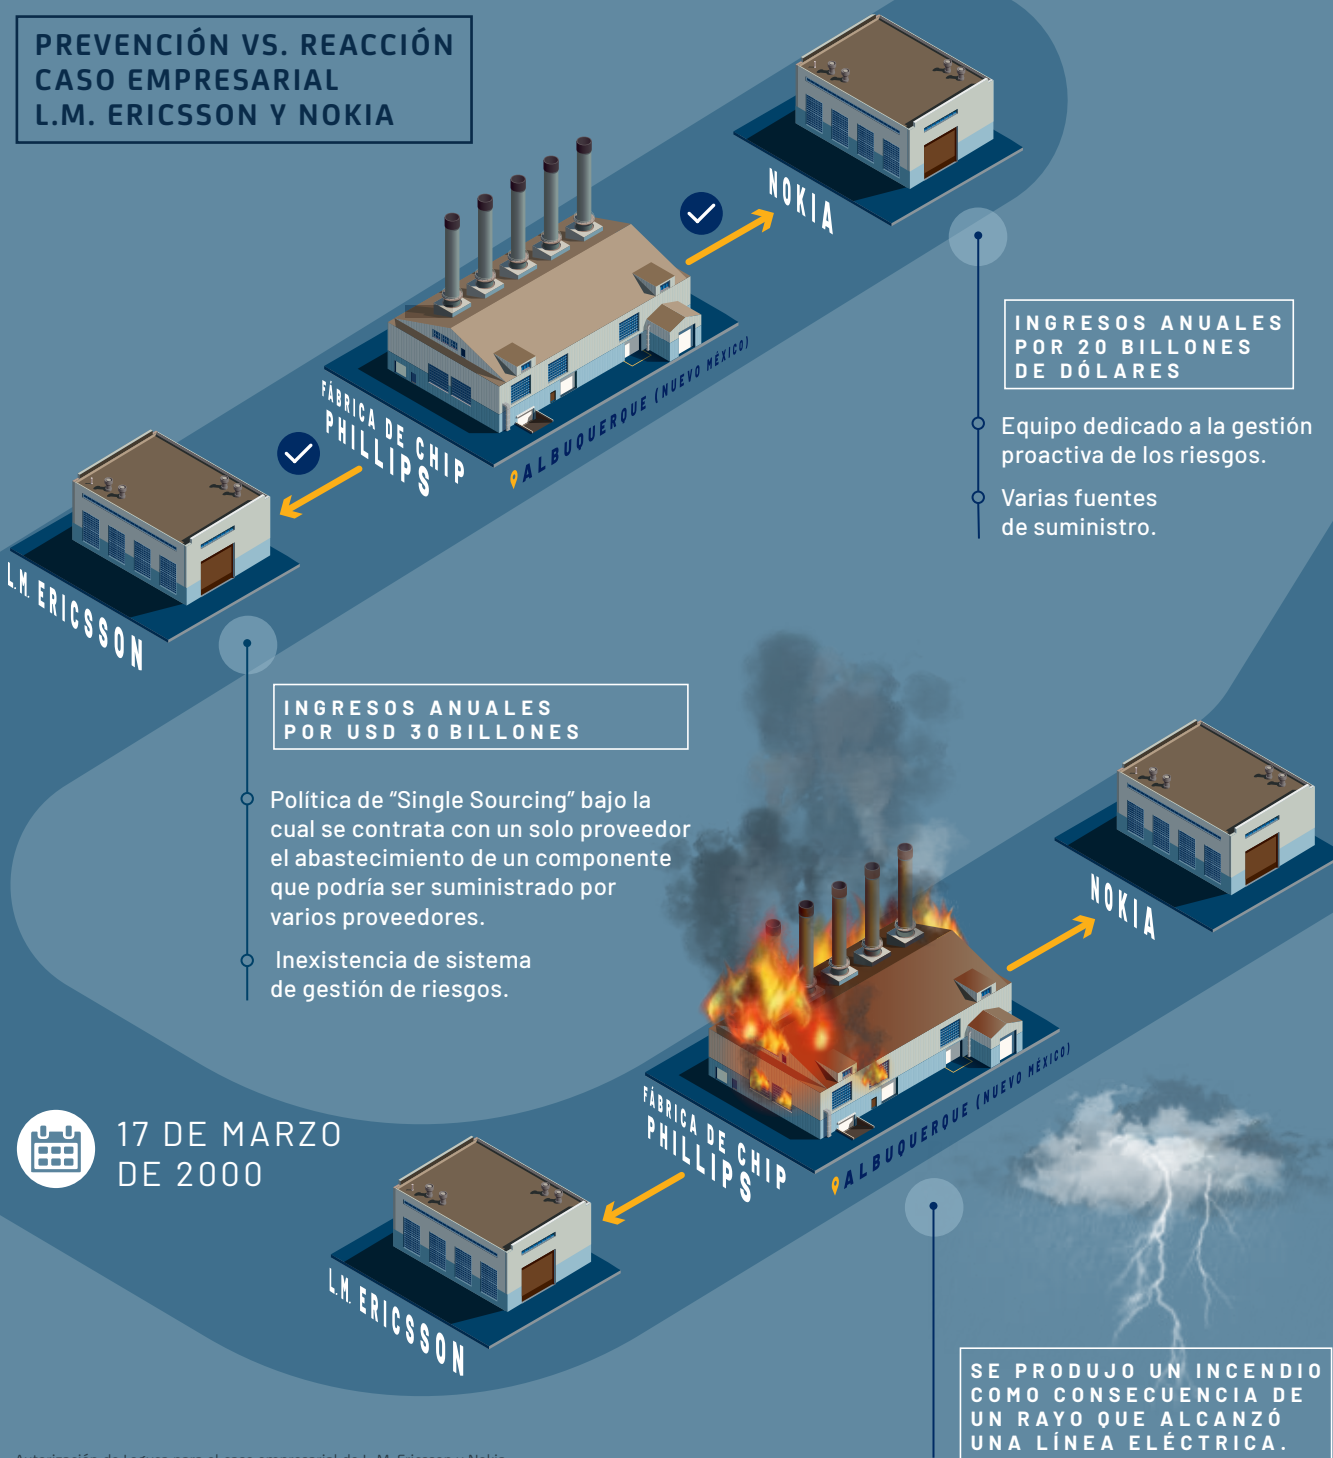 PREVENCIÓN VS. REACCIÓN
CASO EMPRESARIAL
L.M. ERICSSON Y NOKIA
NOKIA
INGRESOS ANUALES
POR 20 BILLONES
DE DÓLARES
Equipo dedicado a la gestión
proactiva de los riesgos.
Varias fuentes
de suministro.
FÁBRICA DE CHIP
PHILLIPS
ALBUQUERQUE (NUEVO MÉXICO)
L.M. ERICSSON
INGRESOS ANUALES
POR USD 30 BILLONES
Política de “Single Sourcing” bajo la
cual se contrata con un solo proveedor
el abastecimiento de un componente
que podría ser suministrado por
varios proveedores.
Inexistencia de sistema
de gestión de riesgos.
NOKIA
FÁBRICA DE CHIP
PHILLIPS
ALBUQUERQUE (NUEVO MÉXICO)
17 DE MARZO
DE 2000
L.M. ERICSSON
SE PRODUJO UN INCENDIO
COMO CONSECUENCIA DE
UN RAYO QUE ALCANZÓ
UNA LÍNEA ELÉCTRICA.